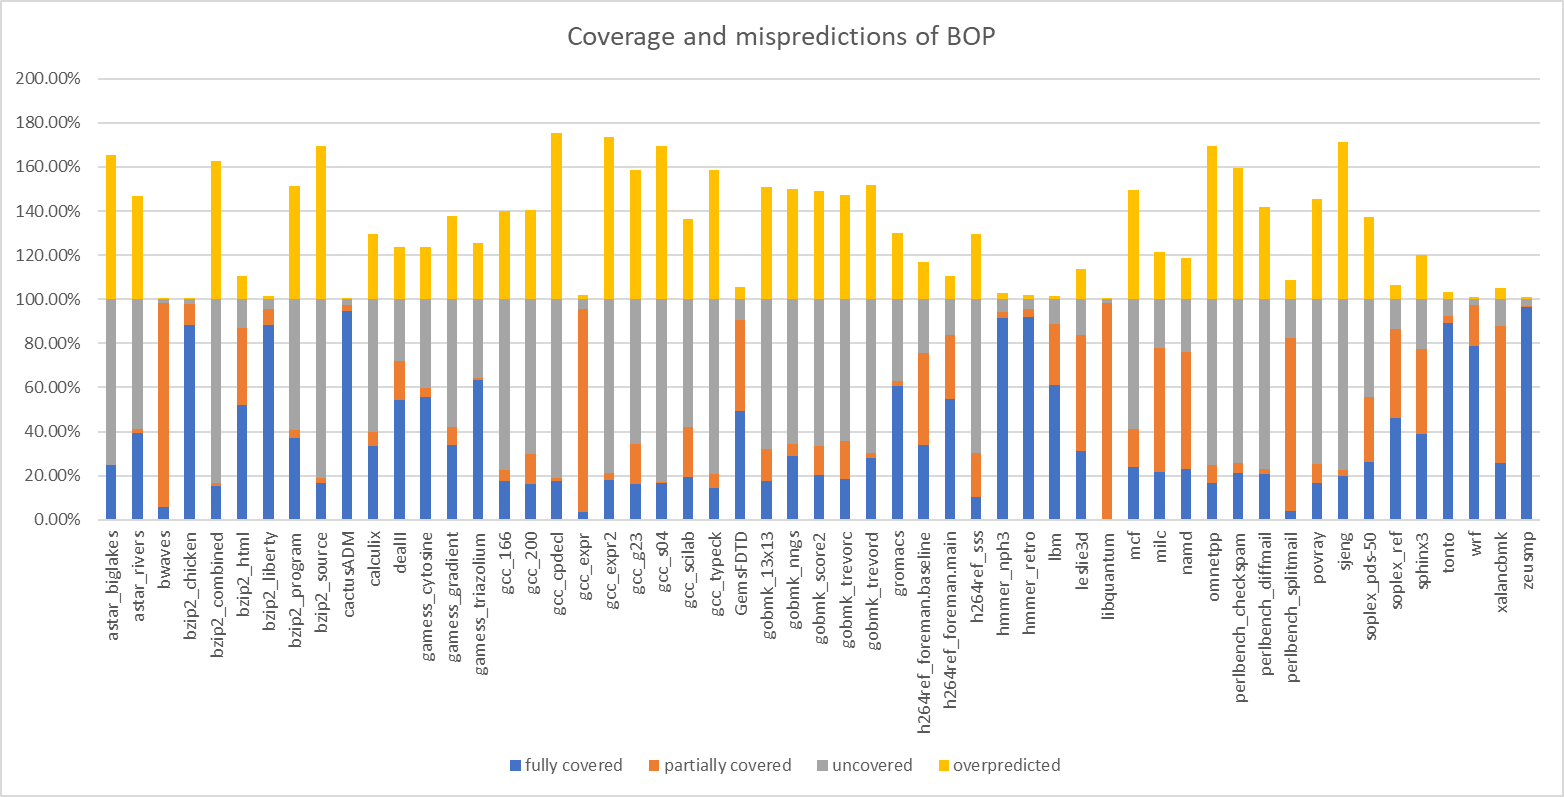 Coverage and mispredictions of BOP
200.00%
180.00%
160.00%
140.00%
120.00%
100.00%
80.00%
60.00%
40.00%
20.00%
0.00%
astar_biglakes
astar_rivers
bwaves
bzip2_chicken
bzip2_combined
bzip2_html
bzip2_liberty
bzip2_program
bzip2_source
cactusADM
calculix
dealII
gamess_cytosine
gamess_gradient
gamess_triazolium
gcc_166
gcc_200
gcc_cpdecl
gcc_expr
gcc_expr2
gcc_g23
gcc_s04
gcc_scilab
gcc_typeck
GemsFDTD
gobmk_13x13
gobmk_nngs
gobmk_score2
gobmk_trevorc
gobmk_trevord
gromacs
h264ref_foreman.baseline
h264ref_foreman.main
h264ref_sss
hmmer_nph3
hmmer_retro
lbm
leslie3d
libquantum
mcf
milc
namd
omnetpp
perlbench_checkspam
perlbench_diffmail
perlbench_splitmail
povray
sjeng
soplex_pds-50
soplex_ref
sphinx3
tonto
wrf
xalancbmk
zeusmp
fully covered partially covered uncovered overpredicted